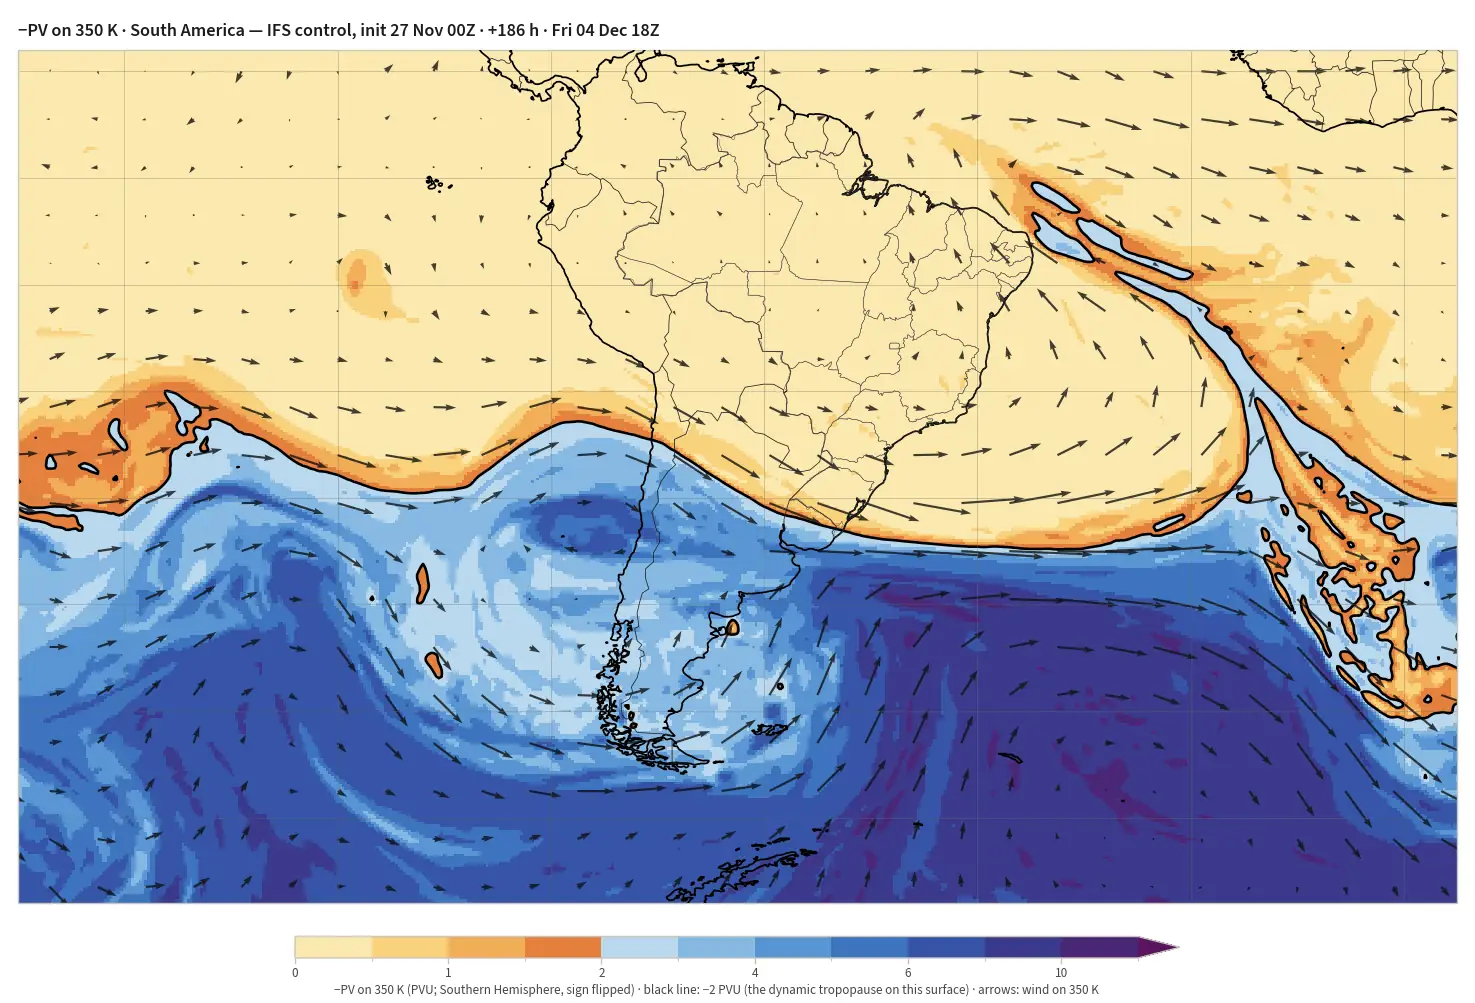 −PV on 350 K · South America — IFS control, init 27 Nov 00Z · +186 h · Fri 04 Dec 18Z
0 1 2 4 6 10
−PV on 350 K (PVU; Southern Hemisphere, sign flipped) · black line: −2 PVU (the dynamic tropopause on this surface) · arrows: wind on 350 K